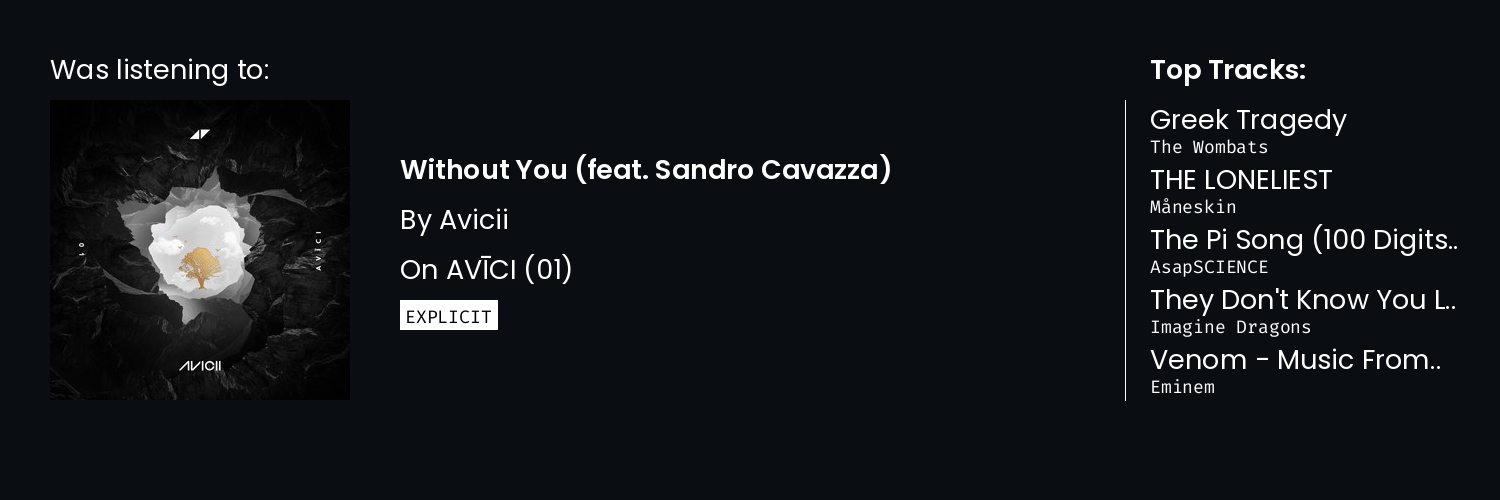 Was listening to:
01
AVĪCI
AVICII
Without You (feat. Sandro Cavazza)
By Avicii
On AVĪCI (01)
EXPLICIT
Top Tracks:
Greek Tragedy
The Wombats
THE LONELIEST
Måneskin
The Pi Song (100 Digits..
AsapSCIENCE
They Don't Know You L..
Imagine Dragons
Venom - Music From..
Eminem